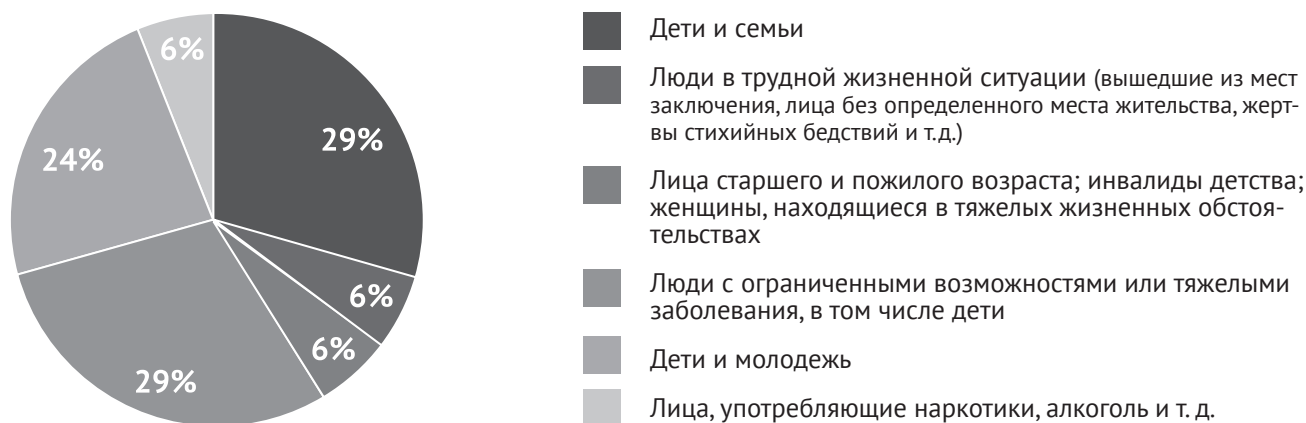 6%
29%
24%
6%
6%
29%
Дети и семьи
Люди в трудной жизненной ситуации (вышедшие из мест
заключения, лица без определенного места жительства, жерт-
вы стихийных бедствий и т.д.)
Лица старшего и пожилого возраста; инвалиды детства;
женщины, находящиеся в тяжелых жизненных обстоя-
тельствах
Люди с ограниченными возможностями или тяжелыми
заболевания, в том числе дети
Дети и молодежь
Лица, употребляющие наркотики, алкоголь и т. д.